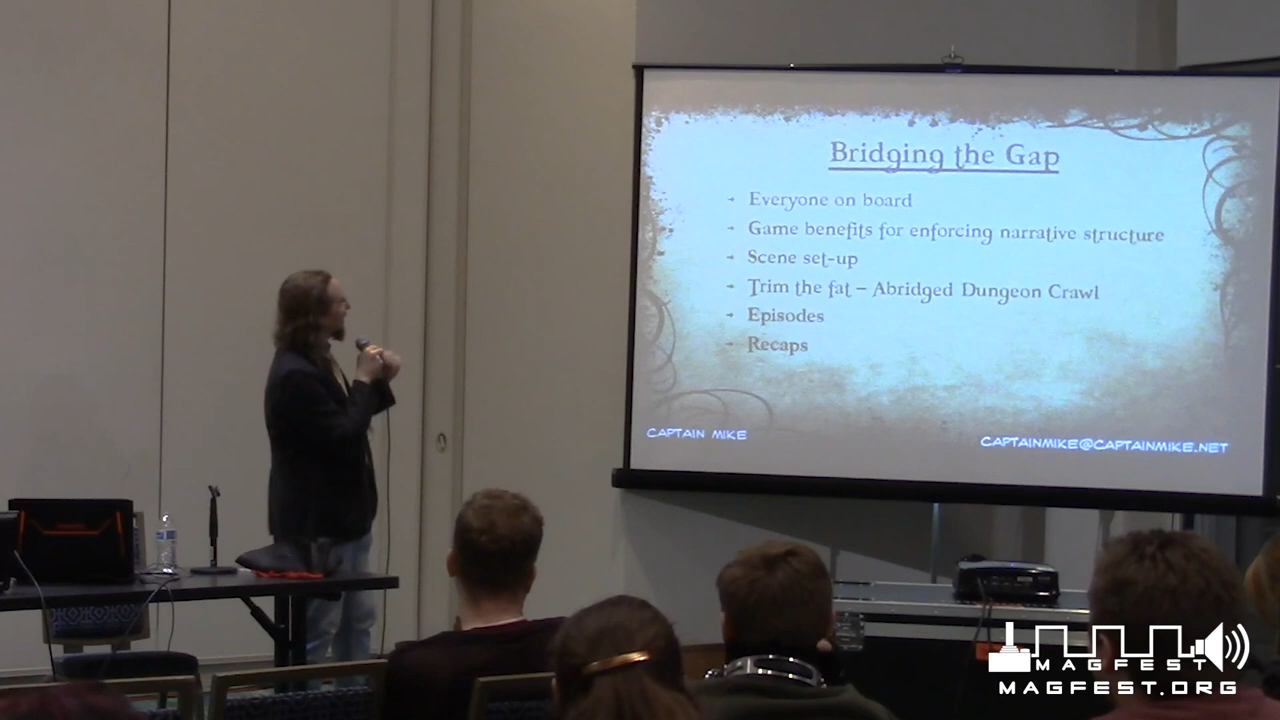 Bridging the Gap
Everyone on board
Game benefits for enforcing narrative structure
Scene set-up
Trim the fat – Abridged Dungeon Crawl
Episodes
Recaps
CAPTAIN MIKE
CAPTAINMIKE@CAPTAINMIKE.NET
MAGFEST
MAGFEST.ORG